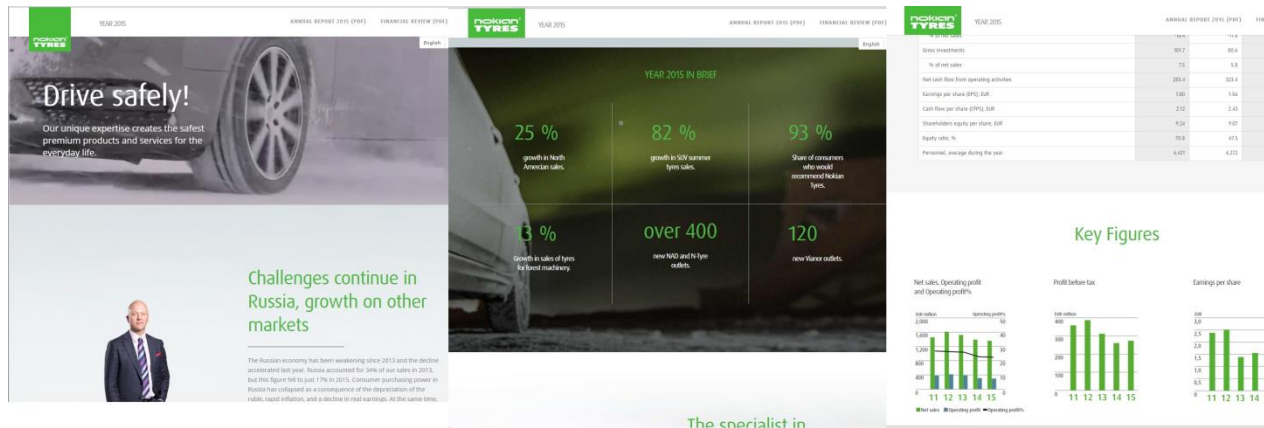 YEAR 2015
ANNUAL REPORT 2015 (PDF) FINANCIAL REVIEW (PDF)
nokian
TYRES
English
Drive safely!
Our unique expertise creates the safest
premium products and services for the
everyday life.
Challenges continue in
Russia, growth on other
markets
The Russian economy has been weakening since 2013 and the decline
accelerated last year. Russia accounted for 34% of our sales in 2013,
but this figure fell to just 17% in 2015. Consumer purchasing power in
Russia has collapsed as a consequence of the depreciation of the
ruble, rapid inflation, and a decline in real earnings. At the same time,
nokian
TYRES
YEAR 2015
ANNUAL REPORT 2015 (PDF) FINANCIAL REVIEW (PDF)
English
YEAR 2015 IN BRIEF
25 %
growth in North
Amercian sales.
82 %
growth in SUV summer
tyres sales.
93 %
Share of consumers
who would
recommend Nokian
Tyres.
13 %
Growth in sales of tyres
for forest machinery.
over 400
new NAD and N-Tyre
outlets.
120
new Vianor outlets.
The specialist in
nokian
TYRES
YEAR 2015
ANNUAL REPORT 2015 (PDF)
% of net sales
Gross investments 101.7 80.6
% of net sales 7.5 5.8
Net cash flow from operating activities 283.4 323.4
Earnings per share (EPS), EUR 1.80 1.56
Cash flow per share (CFPS), EUR 2.12 2.43
Shareholders equity per share, EUR 9.24 9.07
Equity ratio, % 70.8 67.5
Personnel, average during the year 4,421 4,272
Key Figures
Net sales, Operating profit
and Operating profit%
EUR million Operating profit%
2,000 50
1,600 40
1,200 30
800 20
400 10
0 0
11 12 13 14 15
Net sales Operating profit Operating profit%
Profit before tax
EUR million
400
300
200
100
0
11 12 13 14 15
Earnings per share
EUR
3,0
2,5
2,0
1,5
1,0
0,5
0
11 12 13 14